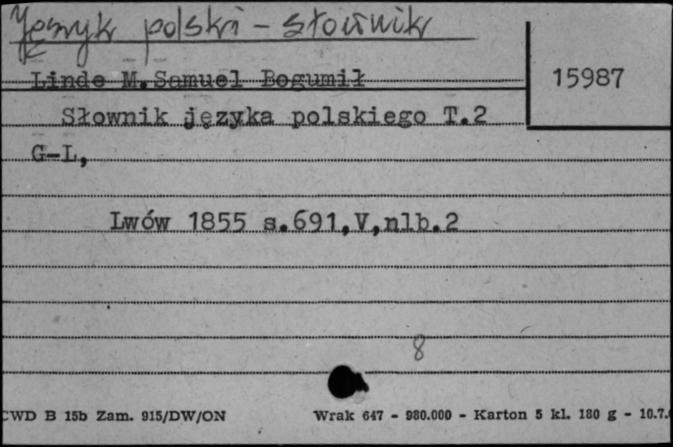 Język polski - słownik
Linde M.Samuel Bogumił
15987
Słownik języka polskiego T.2
G-L,
Lwów 1855 s.691,V,nlb.2
8
CWD B 15b Zam. 915/DW/ON Wrak 647 - 980.000 - Karton 5 kl. 180 g - 10.7.